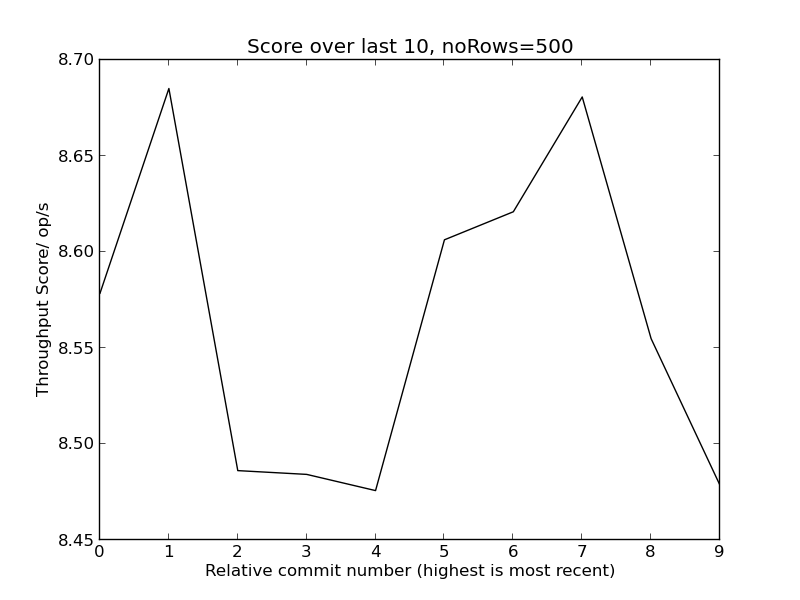 Score over last 10, noRows=500
8.70
8.65
8.60
8.55
8.50
8.45
Throughput Score/ op/s
0 1 2 3 4 5 6 7 8 9
Relative commit number (highest is most recent)